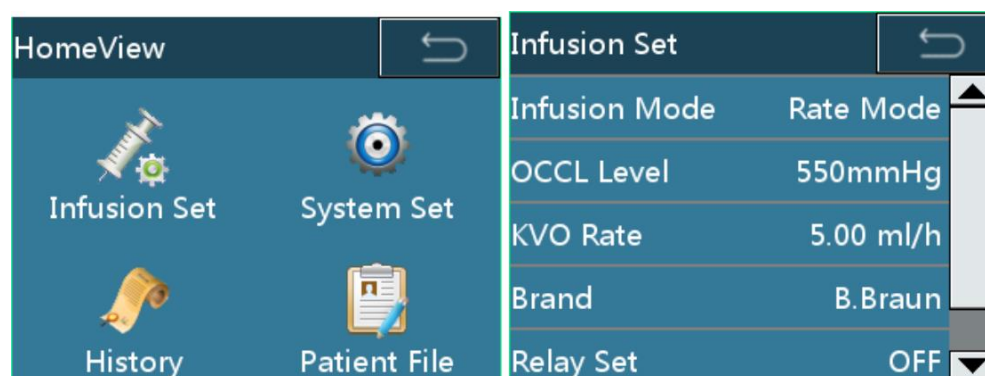 HomeView
Infusion Set
System Set
History
Patient File
Infusion Set
Infusion Mode Rate Mode
OCCL Level 550mmHg
KVO Rate 5.00 ml/h
Brand B.Braun
Relay Set OFF